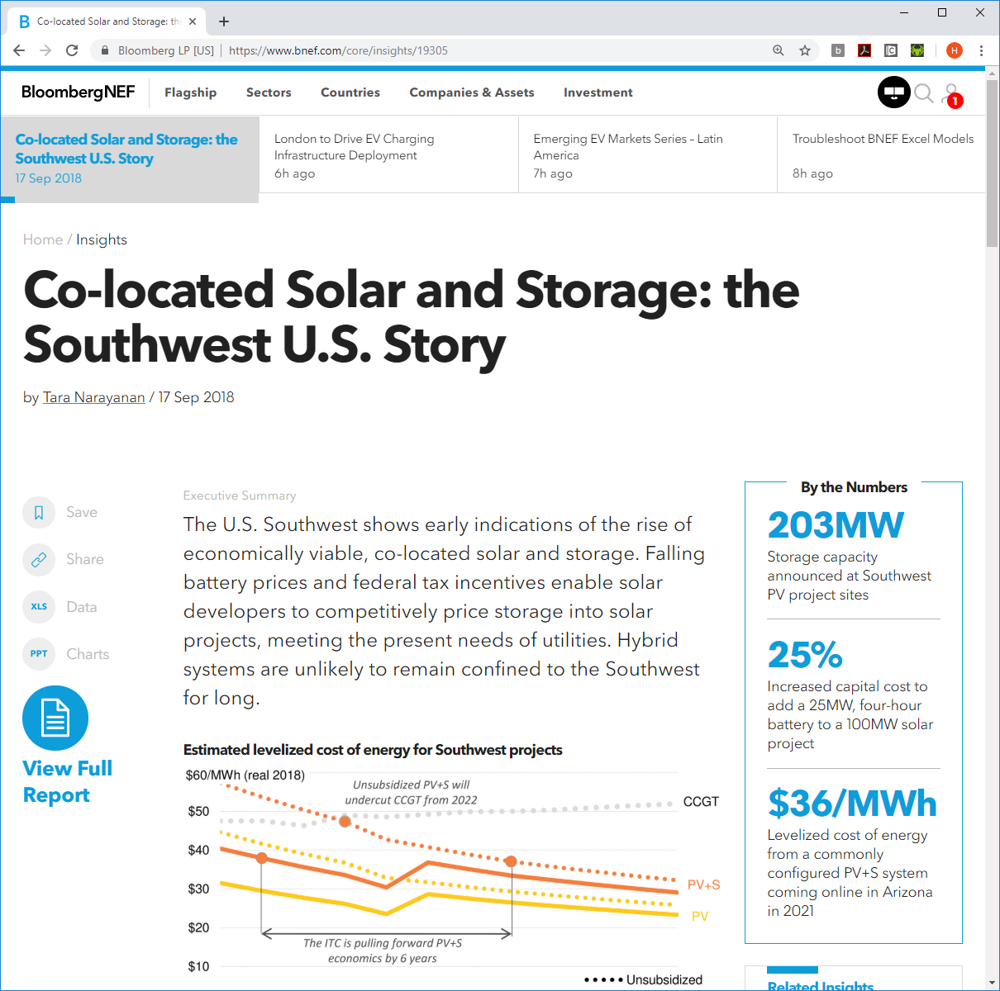 Co-located Solar and Storage: th
Bloomberg LP [US] | https://www.bnef.com/core/insights/19305
H
BloombergNEF
Flagship
Sectors
Countries
Companies & Assets
Investment
1
Co-located Solar and Storage: the
Southwest U.S. Story
17 Sep 2018
London to Drive EV Charging
Infrastructure Deployment
6h ago
Emerging EV Markets Series – Latin
America
7h ago
Troubleshoot BNEF Excel Models
8h ago
Home / Insights
Co-located Solar and Storage: the
Southwest U.S. Story
by Tara Narayanan / 17 Sep 2018
Save
Share
XLS Data
PPT Charts
View Full
Report
Executive Summary
The U.S. Southwest shows early indications of the rise of
economically viable, co-located solar and storage. Falling
battery prices and federal tax incentives enable solar
developers to competitively price storage into solar
projects, meeting the present needs of utilities. Hybrid
systems are unlikely to remain confined to the Southwest
for long.
Estimated levelized cost of energy for Southwest projects
$60/MWh (real 2018)
Unsubsidized PV+S will
undercut CCGT from 2022
CCGT
$50
$40
$30
$20
$10
PV+S
PV
The ITC is pulling forward PV+S
economics by 6 years
Unsubsidized
By the Numbers
203MW
Storage capacity
announced at Southwest
PV project sites
25%
Increased capital cost to
add a 25MW, four-hour
battery to a 100MW solar
project
$36/MWh
Levelized cost of energy
from a commonly
configured PV+S system
coming online in Arizona
in 2021
Related Insights